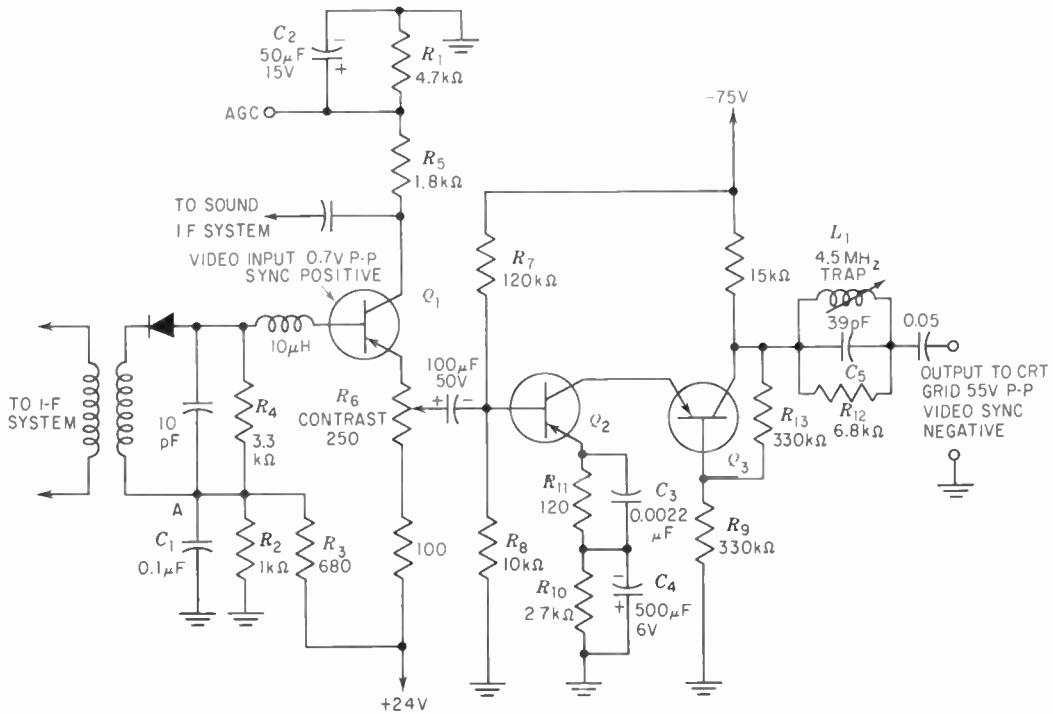 C2
50μF
15V
R1
4.7kΩ
AGC
-75V
R5
1.8kΩ
TO SOUND
I F SYSTEM
VIDEO INPUT 0.7V P-P
SYNC POSITIVE
Q1
R7
120kΩ
15kΩ
L1
4.5 MHz
TRAP
39pF
C5
0.05
R12
6.8kΩ
OUTPUT TO CRT
GRID 55V P-P
VIDEO SYNC
NEGATIVE
10μH
100μF
50V
R6
CONTRAST
250
TO I-F
SYSTEM
10
pF
R4
3.3
kΩ
Q2
Q3
R13
330kΩ
R11
120
C3
0.0022
μF
A
C1
0.1μF
R2
1kΩ
R3
680
100
R8
10kΩ
R10
2.7kΩ
C4
500μF
6V
R9
330kΩ
+24V